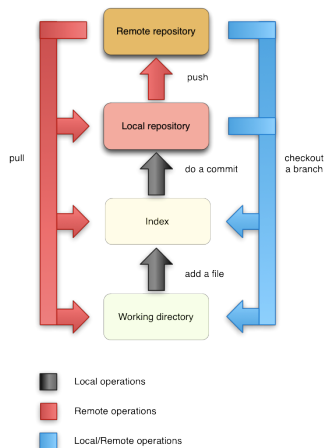 Remote repository
push
Local repository
pull
do a commit
checkout
a branch
Index
add a file
Working directory
Local operations
Remote operations
Local/Remote operations